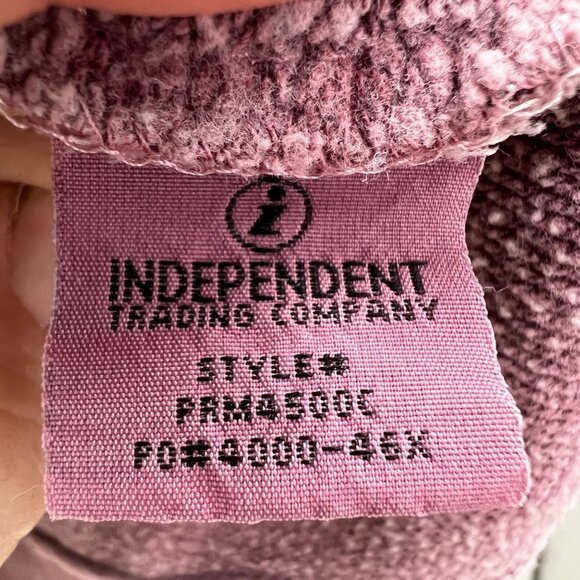 i
INDEPENDENT
TRADING COMPANY
STYLE#
PRM4500C
PO#4000-46X